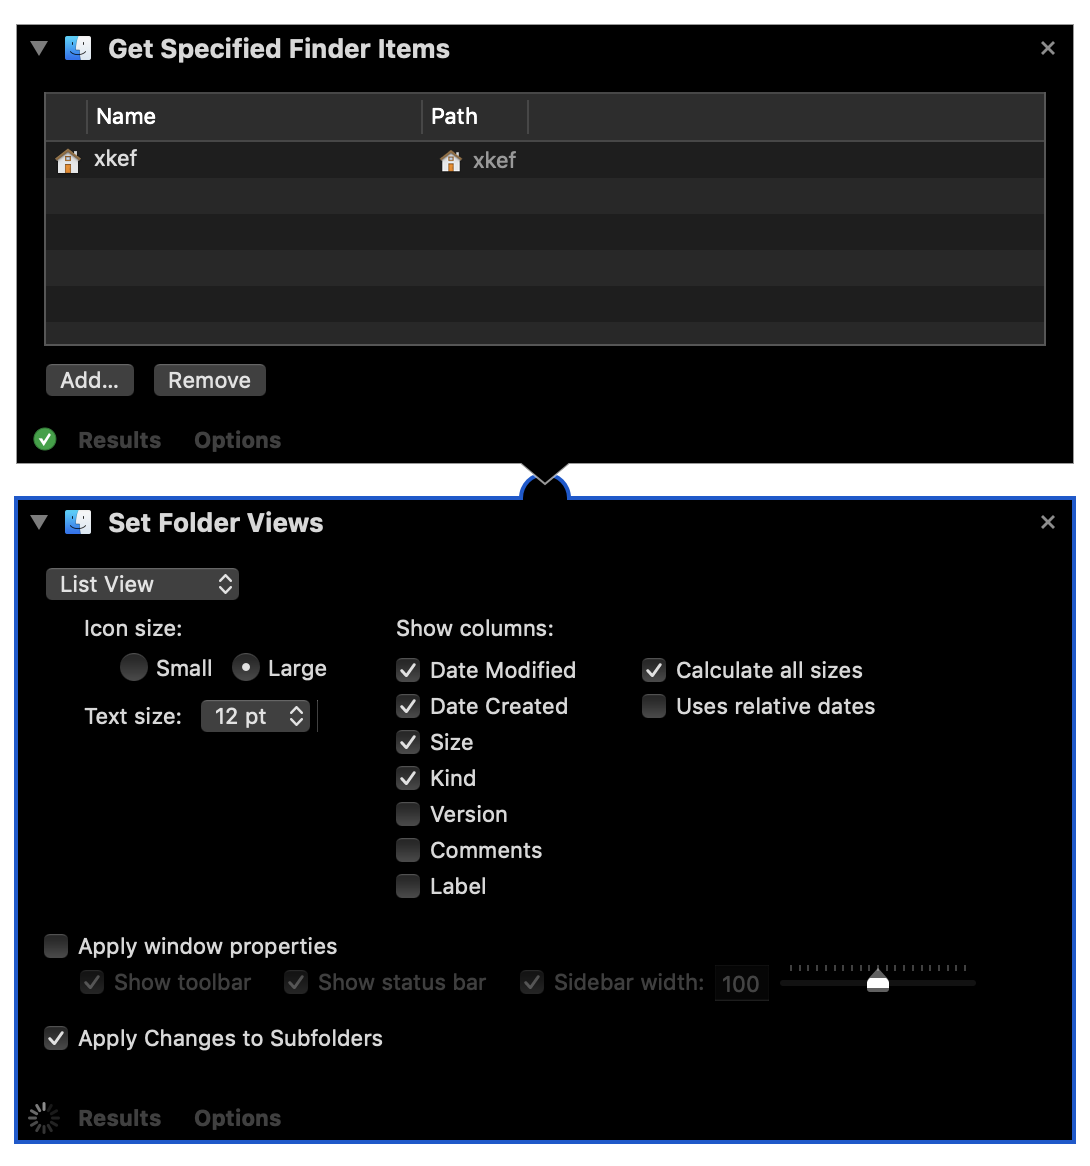 Get Specified Finder Items
Name Path
xkef xkef
Add... Remove
Results Options
Set Folder Views
List View
Icon size: Show columns:
Small Large Date Modified Calculate all sizes
Text size: 12 pt Date Created Uses relative dates
Size
Kind
Version
Comments
Label
Apply window properties
Show toolbar Show status bar Sidebar width: 100
Apply Changes to Subfolders
Results Options